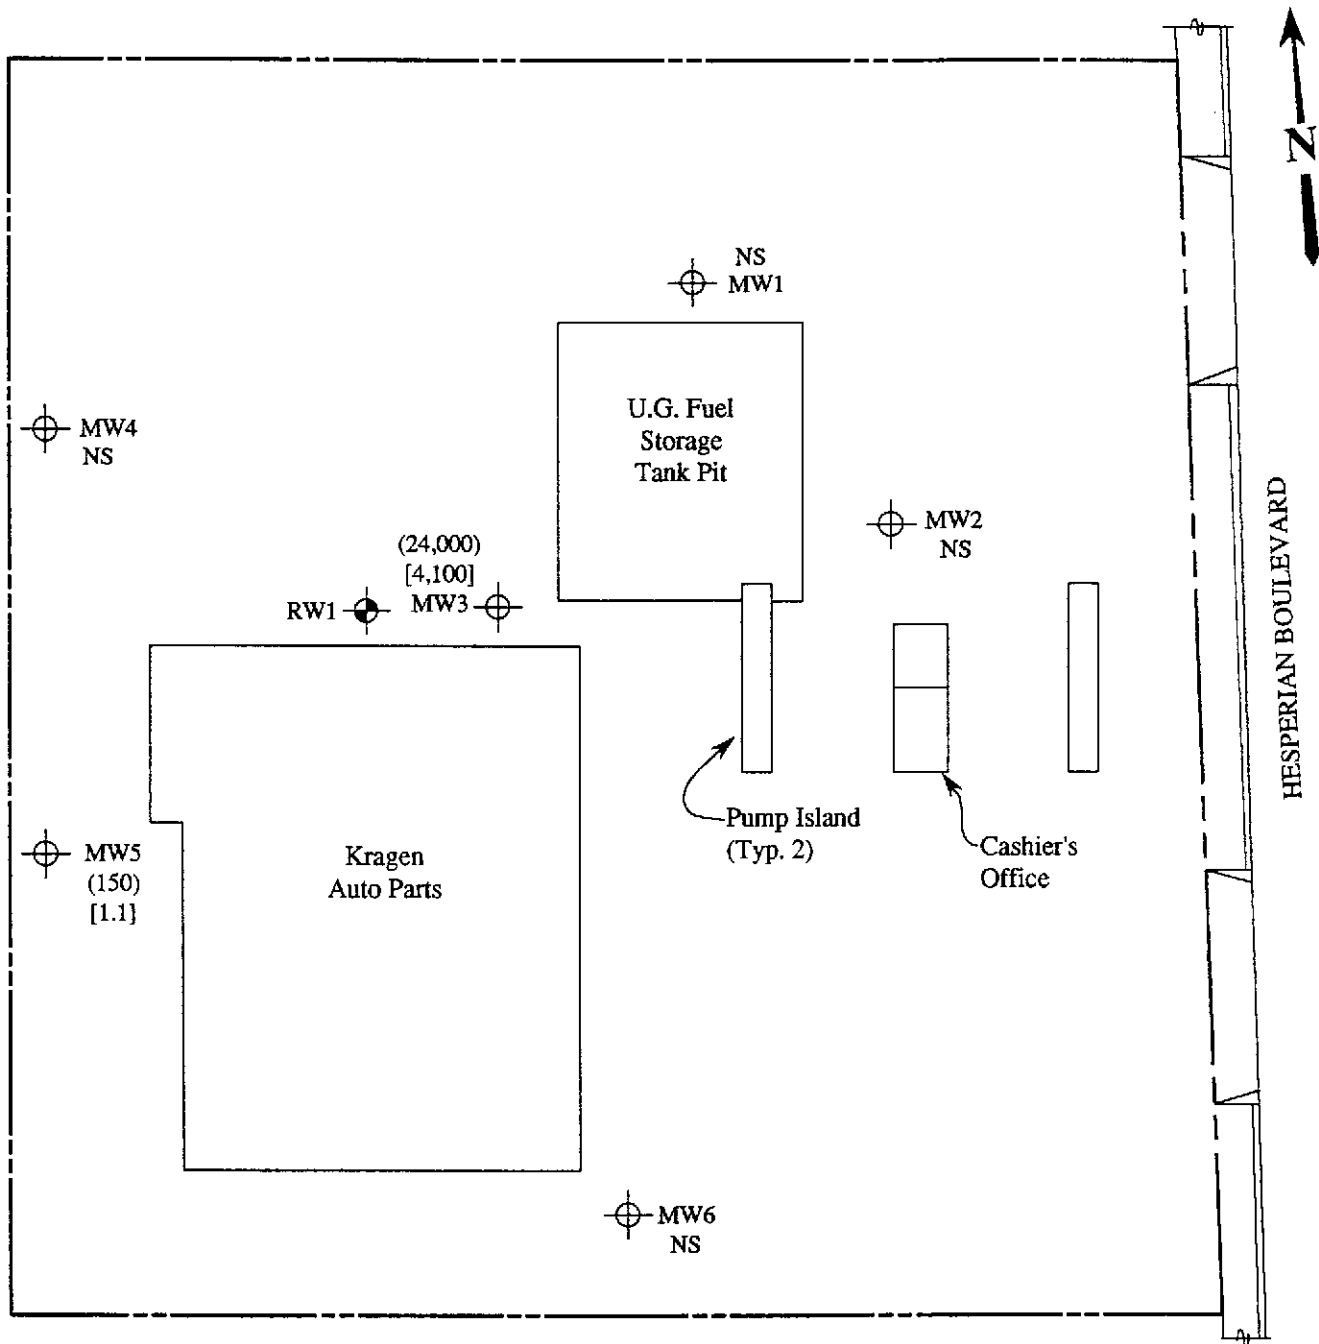 N
NS
MW1
U.G. Fuel
Storage
Tank Pit
MW4
NS
MW2
NS
(24,000)
[4,100]
MW3
RW1
HESPERIAN BOULEVARD
Pump Island
(Typ. 2)
Cashier's
Office
MW5
(150)
[1.1]
Kragen
Auto Parts
MW6
NS